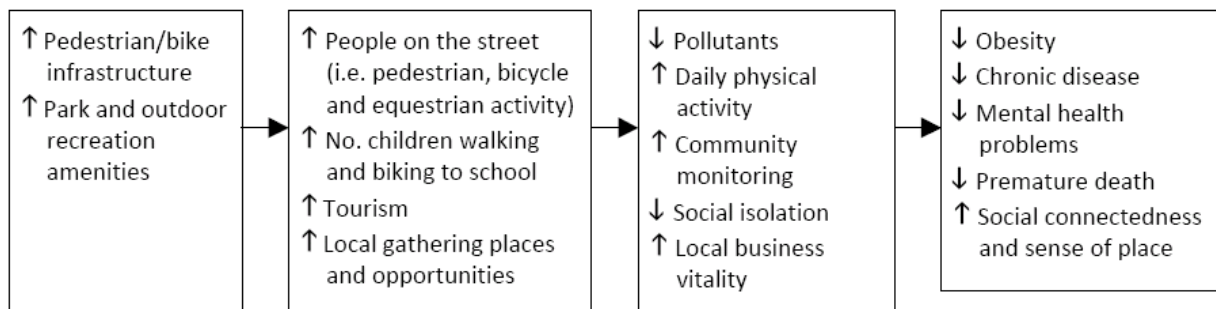 ↑ Pedestrian/bike
infrastructure
↑ Park and outdoor
recreation
amenities
↑ People on the street
(i.e. pedestrian, bicycle
and equestrian activity)
↑ No. children walking
and biking to school
↑ Tourism
↑ Local gathering places
and opportunities
↓ Pollutants
↑ Daily physical
activity
↑ Community
monitoring
↓ Social isolation
↑ Local business
vitality
↓ Obesity
↓ Chronic disease
↓ Mental health
problems
↓ Premature death
↑ Social connectedness
and sense of place